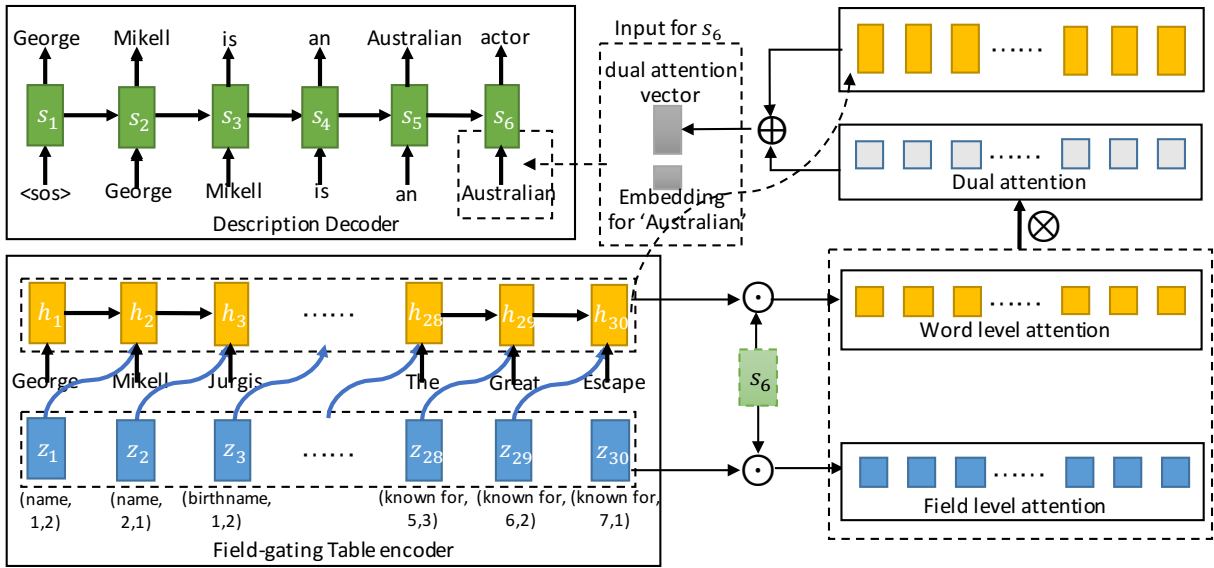 George Mikell is an Australian actor
s₁ s₂ s₃ s₄ s₅ s₆
<sos> George Mikell is an Australian
Description Decoder
Input for s₆
dual attention
vector
Embedding
for ‘Australian’
⊕
......
......
Dual attention
⊗
h₁ h₂ h₃ ...... h₂₈ h₂₉ h₃₀
George Mikell Jurgis The Great Escape
z₁ z₂ z₃ ...... z₂₈ z₂₉ z₃₀
(name, (name, (birthname, (known for, (known for, (known for,
1,2) 2,1) 1,2) 5,3) 6,2) 7,1)
Field-gating Table encoder
⊙
s₆
⊙
......
Word level attention
......
Field level attention